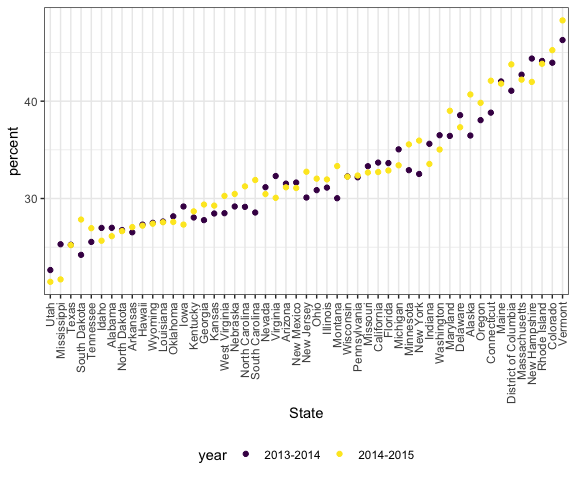 percent
40
30
Utah
Mississippi
Texas
South Dakota
Tennessee
Idaho
Alabama
North Dakota
Arkansas
Hawaii
Wyoming
Louisiana
Oklahoma
Iowa
Kentucky
Georgia
Kansas
West Virginia
Nebraska
North Carolina
South Carolina
Nevada
Virginia
Arizona
New Mexico
New Jersey
Ohio
Illinois
Montana
Wisconsin
Pennsylvania
Missouri
California
Florida
Michigan
Minnesota
New York
Indiana
Washington
Maryland
Delaware
Alaska
Oregon
Connecticut
Maine
District of Columbia
Massachusetts
New Hampshire
Rhode Island
Colorado
Vermont
State
year 2013-2014 2014-2015